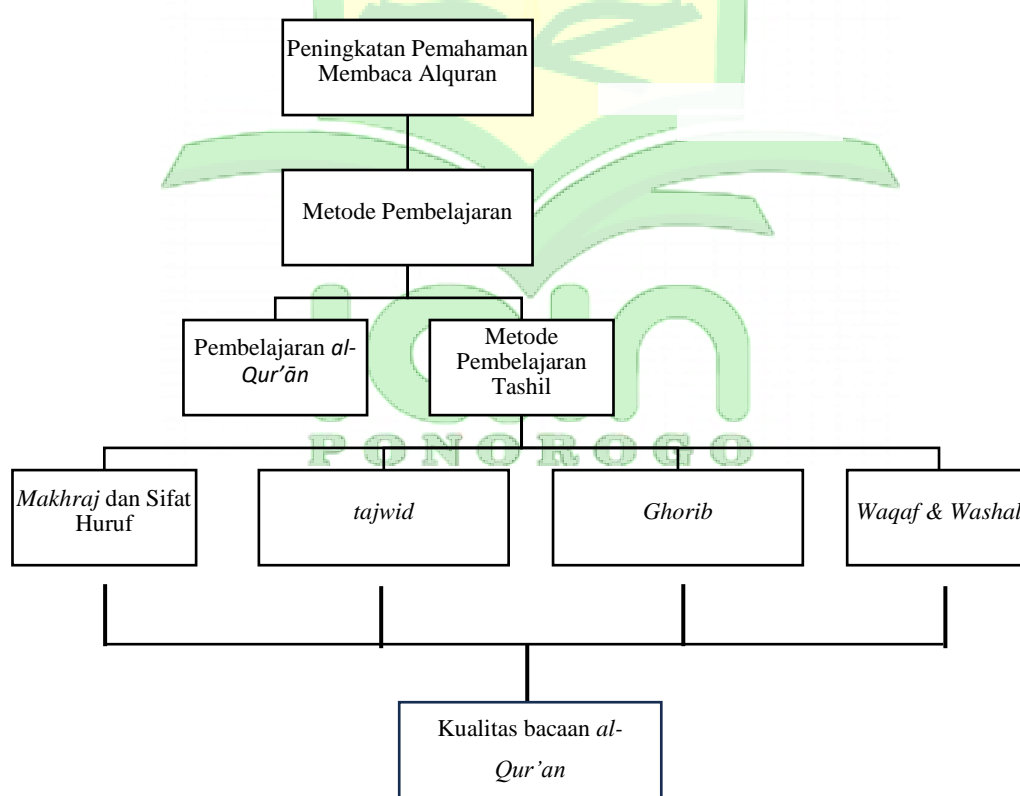 Peningkatan Pemahaman
Membaca Alquran
Metode Pembelajaran
Pembelajaran al-
Qur’ān
Metode
Pembelajaran
Tashil
iain
PONOROGO
Makhraj dan Sifat
Huruf
tajwid
Ghorib
Waqaf & Washal
Kualitas bacaan al-
Qur’an